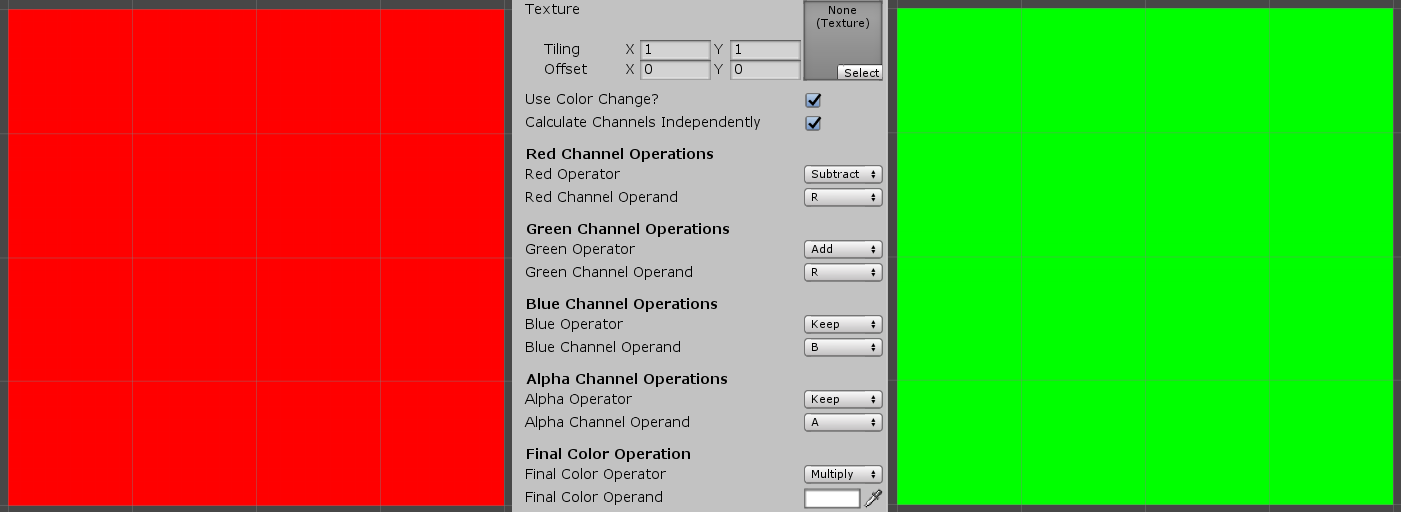 Texture
None
(Texture)
Tiling X 1 Y 1
Offset X 0 Y 0
Select
Use Color Change?
Calculate Channels Independently
Red Channel Operations
Red Operator Subtract
Red Channel Operand R
Green Channel Operations
Green Operator Add
Green Channel Operand R
Blue Channel Operations
Blue Operator Keep
Blue Channel Operand B
Alpha Channel Operations
Alpha Operator Keep
Alpha Channel Operand A
Final Color Operation
Final Color Operator Multiply
Final Color Operand